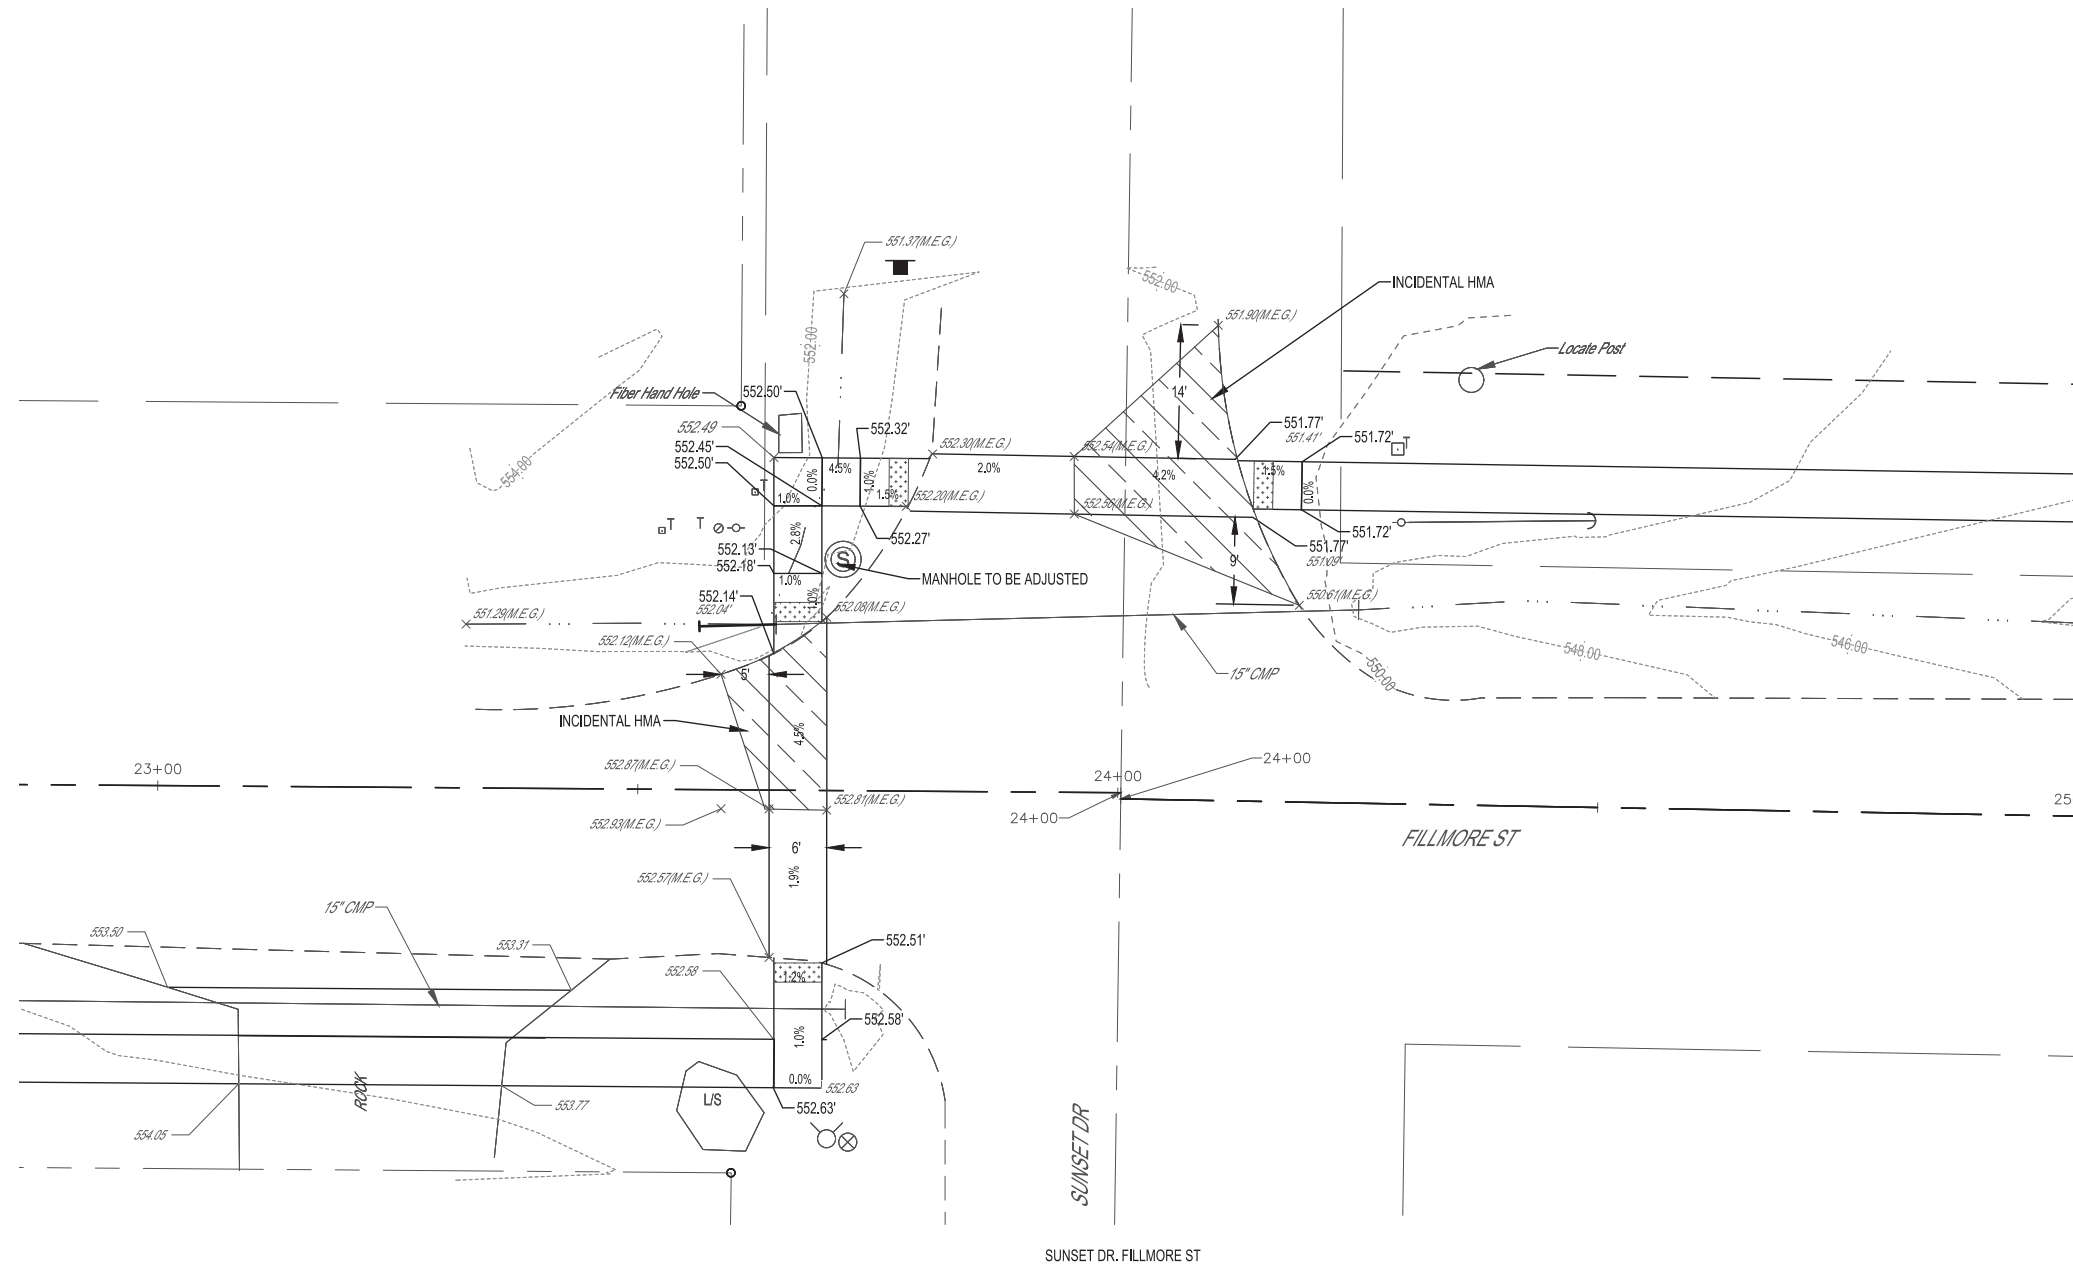 551.37(M.E.G.)
552.00
INCIDENTAL HMA
551.90(M.E.G.)
552.00
Locate Post
Fiber Hand Hole
552.50'
14'
552.49
552.32'
551.77'
551.41'
551.72'
T
552.45'
552.30(M.E.G.)
552.54(M.E.G.)
552.50'
4.5%
2.0%
4.2%
1.5%
554.00
T
0.0%
1.0%
1.5%
1.0%
0.0%
552.20(M.E.G.)
552.56(M.E.G.)
T
T
2.8%
552.27'
551.72'
552.13'
551.77'
551.09'
552.18'
S
9'
1.0%
MANHOLE TO BE ADJUSTED
552.14'
1.0%
550.61(M.E.G.)
551.29(M.E.G.)
552.04'
552.08(M.E.G.)
552.12(M.E.G.)
548.00
546.00
5'
15" CMP
550.00
INCIDENTAL HMA
4.5%
23+00
552.87(M.E.G.)
24+00
24+00
552.81(M.E.G.)
25
552.93(M.E.G.)
24+00
FILLMORE ST
6'
1.9%
552.57(M.E.G.)
15" CMP
553.50
553.31
552.51'
552.58
1.2%
552.58'
1.0%
0.0%
552.63
ROCK
L/S
553.77
552.63'
554.05
SUNSET DR
SUNSET DR. FILLMORE ST